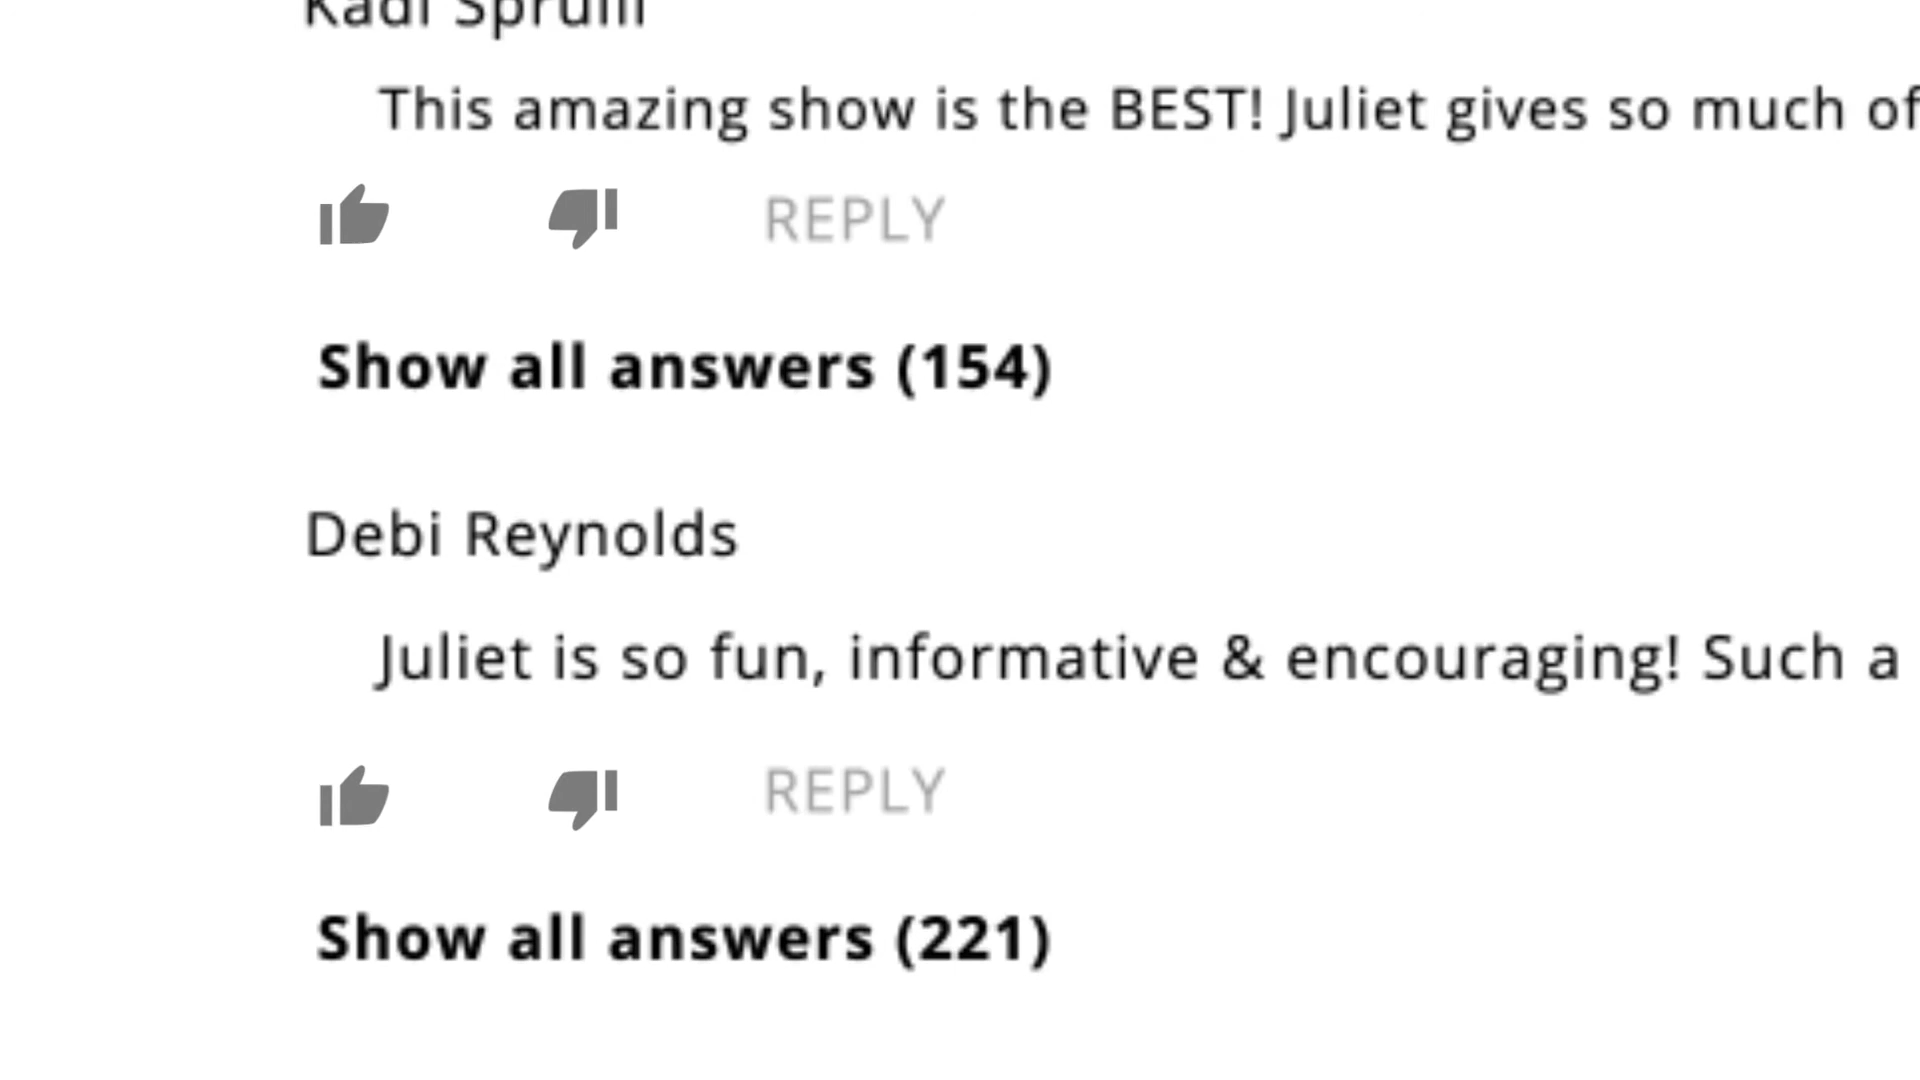 This amazing show is the BEST! Juliet gives so much of
REPLY
Show all answers (154)
Debi Reynolds
Juliet is so fun, informative & encouraging! Such a
REPLY
Show all answers (221)